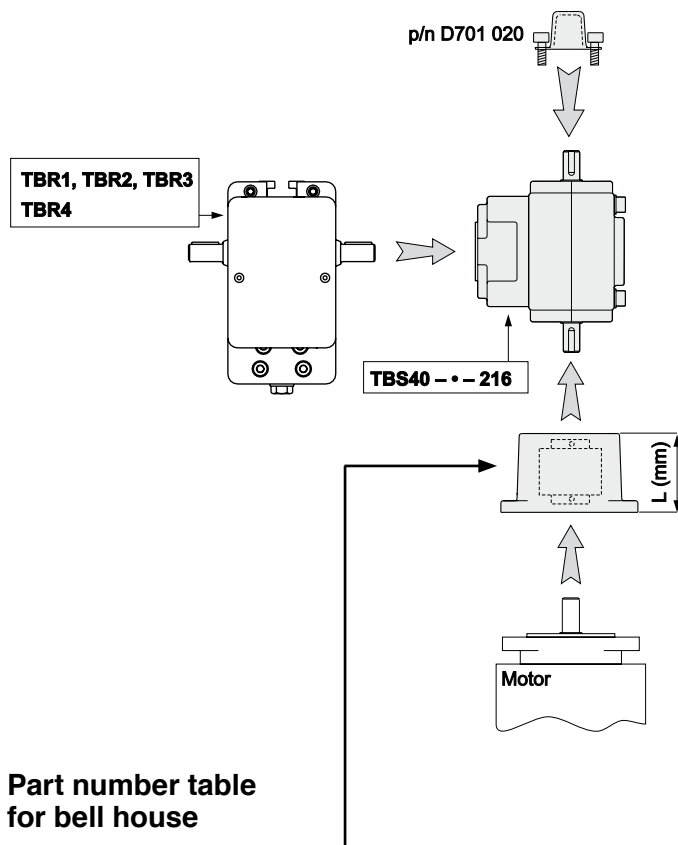 p/n D701 020
TBR1, TBR2, TBR3
TBR4
TBS40 – • – 216
L (mm)
Motor
Part number table
for bell house